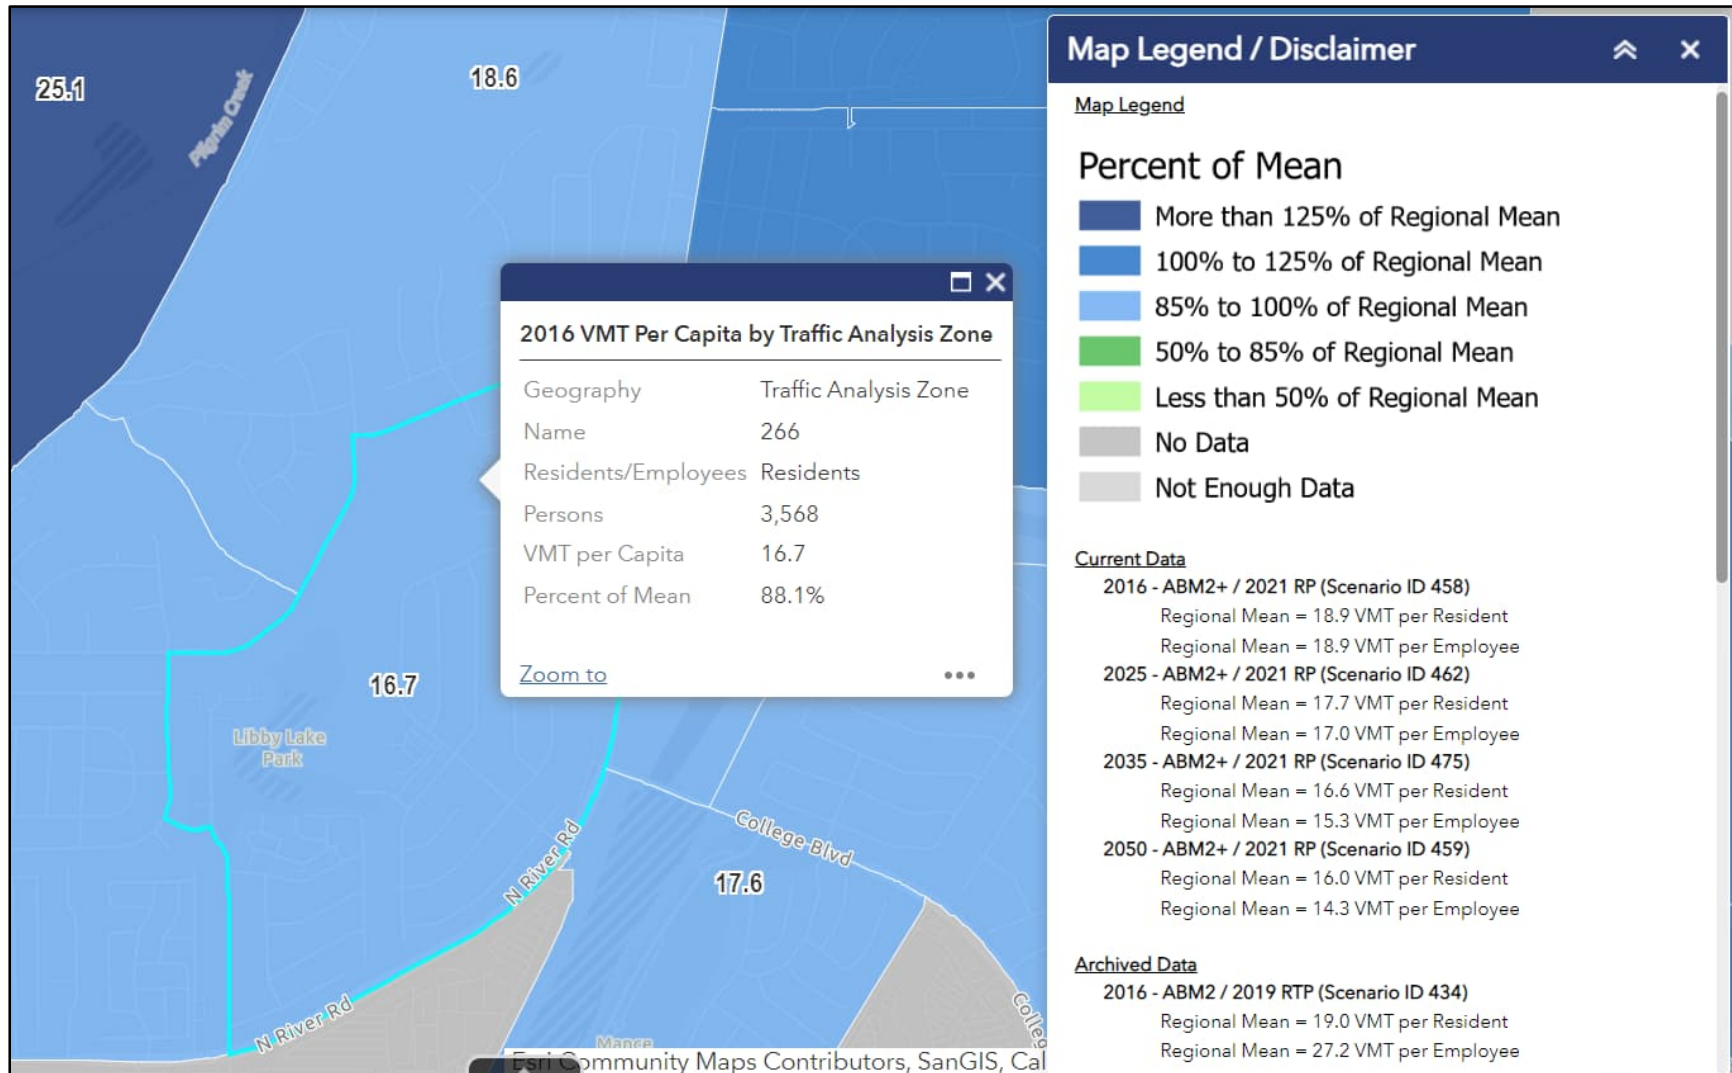 25.1
Pilgrim Creek
18.6
2016 VMT Per Capita by Traffic Analysis Zone
Geography Traffic Analysis Zone
Name 266
Residents/Employees Residents
Persons 3,568
VMT per Capita 16.7
Percent of Mean 88.1%
Zoom to
16.7
Libby Lake
Park
N River Rd
College Blvd
17.6
N River Rd
Colleg
Mance
Esri Community Maps Contributors, SanGIS, Cal
Map Legend / Disclaimer
Map Legend
Percent of Mean
More than 125% of Regional Mean
100% to 125% of Regional Mean
85% to 100% of Regional Mean
50% to 85% of Regional Mean
Less than 50% of Regional Mean
No Data
Not Enough Data
Current Data
2016 - ABM2+ / 2021 RP (Scenario ID 458)
Regional Mean = 18.9 VMT per Resident
Regional Mean = 18.9 VMT per Employee
2025 - ABM2+ / 2021 RP (Scenario ID 462)
Regional Mean = 17.7 VMT per Resident
Regional Mean = 17.0 VMT per Employee
2035 - ABM2+ / 2021 RP (Scenario ID 475)
Regional Mean = 16.6 VMT per Resident
Regional Mean = 15.3 VMT per Employee
2050 - ABM2+ / 2021 RP (Scenario ID 459)
Regional Mean = 16.0 VMT per Resident
Regional Mean = 14.3 VMT per Employee
Archived Data
2016 - ABM2 / 2019 RTP (Scenario ID 434)
Regional Mean = 19.0 VMT per Resident
Regional Mean = 27.2 VMT per Employee